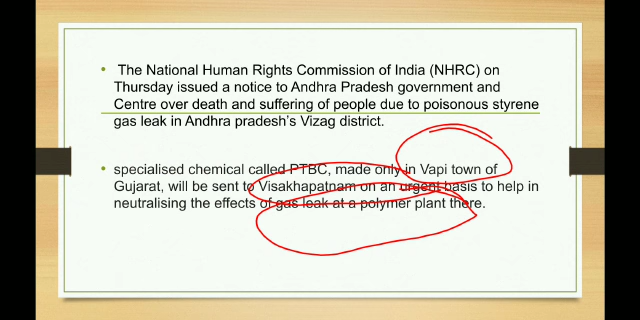 • The National Human Rights Commission of India (NHRC) on
Thursday issued a notice to Andhra Pradesh government and
Centre over death and suffering of people due to poisonous styrene
gas leak in Andhra pradesh's Vizag district.
• specialised chemical called PTBC, made only in Vapi town of
Gujarat, will be sent to Visakhapatnam on an urgent basis to help in
neutralising the effects of gas leak at a polymer plant there.